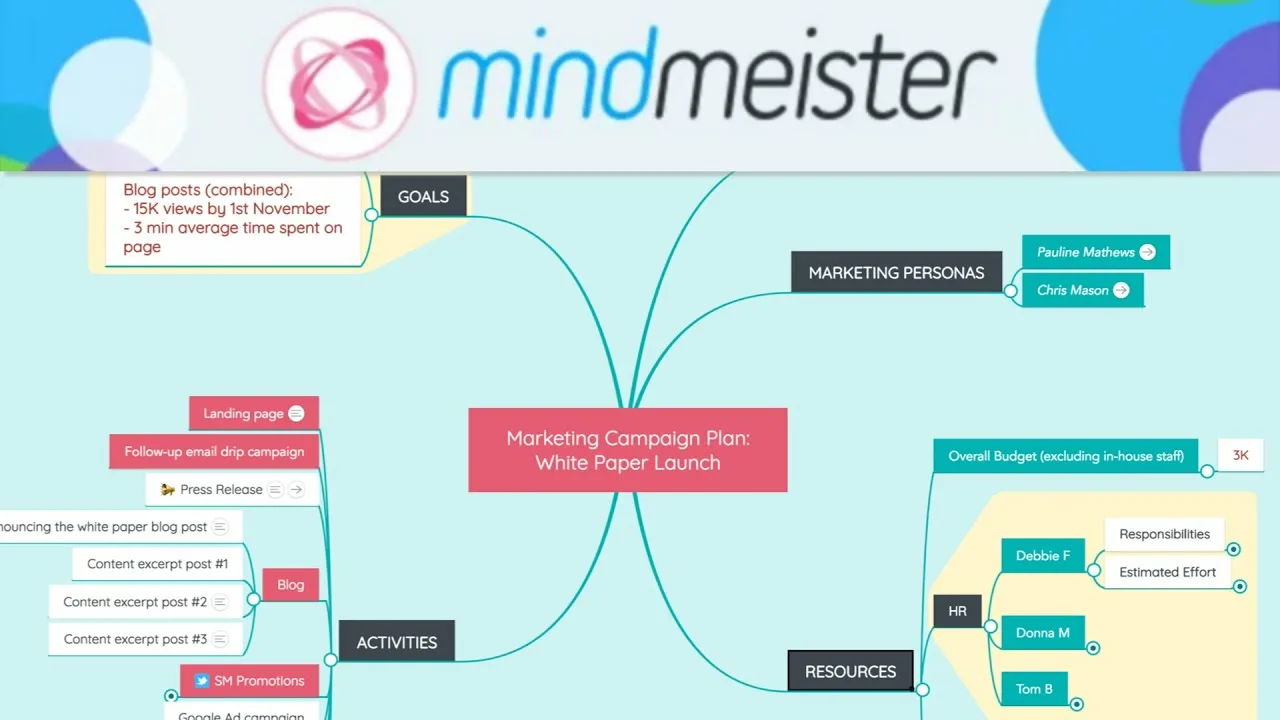 mindmeister
Blog posts (combined):
- 15K views by 1st November
- 3 min average time spent on
page
GOALS
MARKETING PERSONAS
Pauline Mathews
Chris Mason
Marketing Campaign Plan:
White Paper Launch
Landing page
Follow-up email drip campaign
Press Release
the white paper blog post
Content excerpt post #1
Content excerpt post #2
Content excerpt post #3
Blog
SM Promotions
Google Ad campaign
ACTIVITIES
Overall Budget (excluding in-house staff)
3K
HR
Debbie F
Responsibilities
Estimated Effort
Donna M
Tom B
RESOURCES